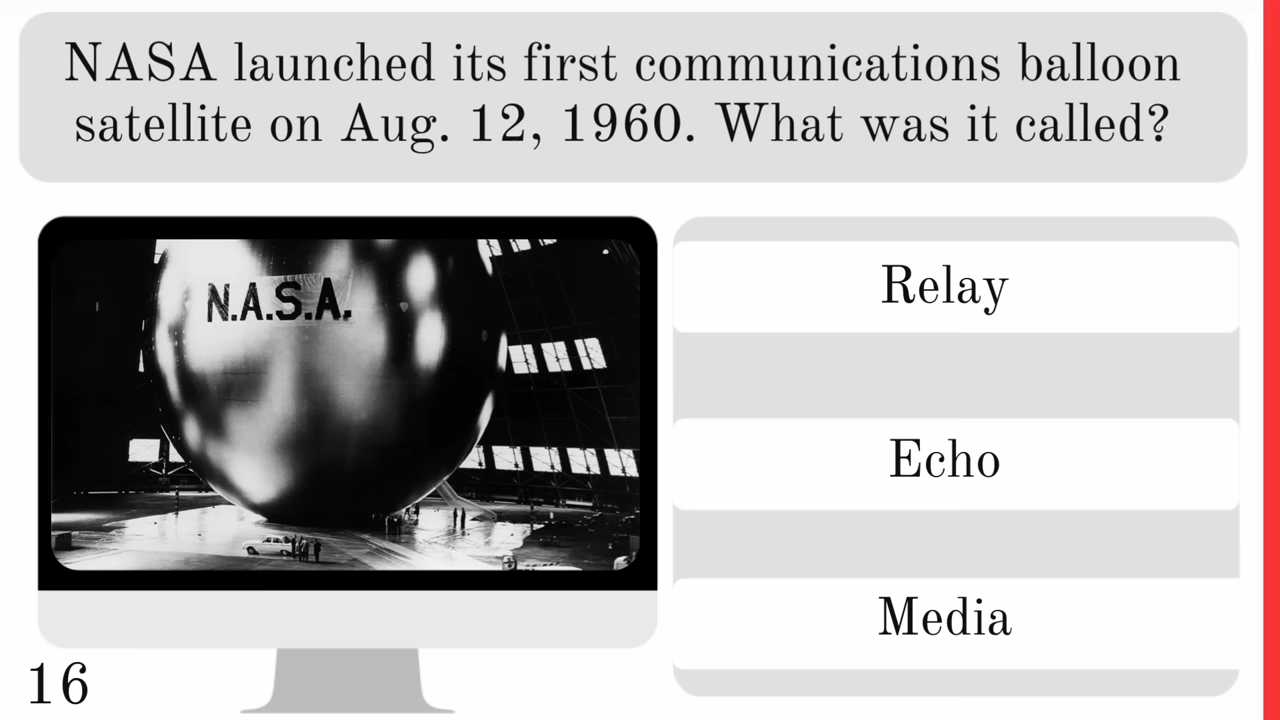 NASA launched its first communications balloon
satellite on Aug. 12, 1960. What was it called?
N.A.S.A.
Relay
Echo
Media
16